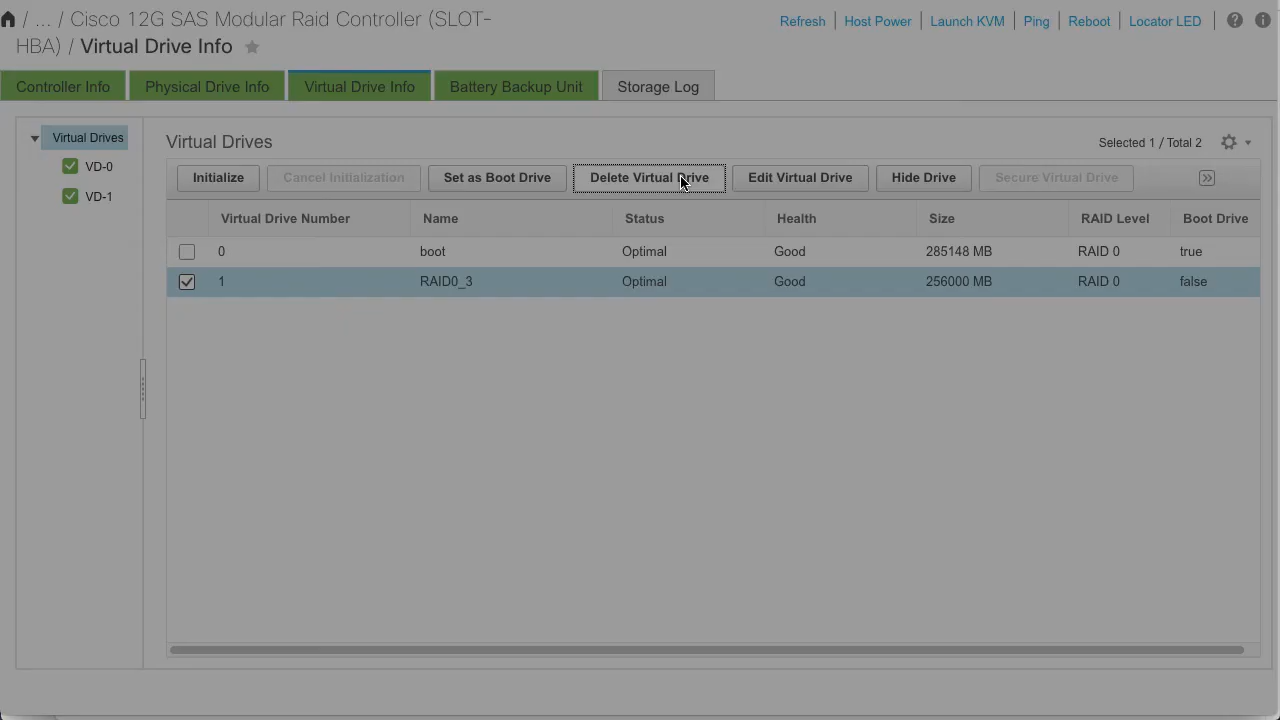 / ... / Cisco 12G SAS Modular Raid Controller (SLOT-
HBA) / Virtual Drive Info
Refresh Host Power Launch KVM Ping Reboot Locator LED
Controller Info Physical Drive Info Virtual Drive Info Battery Backup Unit Storage Log
Virtual Drives
VD-0
VD-1
Virtual Drives
Selected 1 / Total 2
Initialize Cancel Initialization Set as Boot Drive Delete Virtual Drive Edit Virtual Drive Hide Drive Secure Virtual Drive
Virtual Drive Number Name Status Health Size RAID Level Boot Drive
0 boot Optimal Good 285148 MB RAID 0 true
1 RAID0_3 Optimal Good 256000 MB RAID 0 false